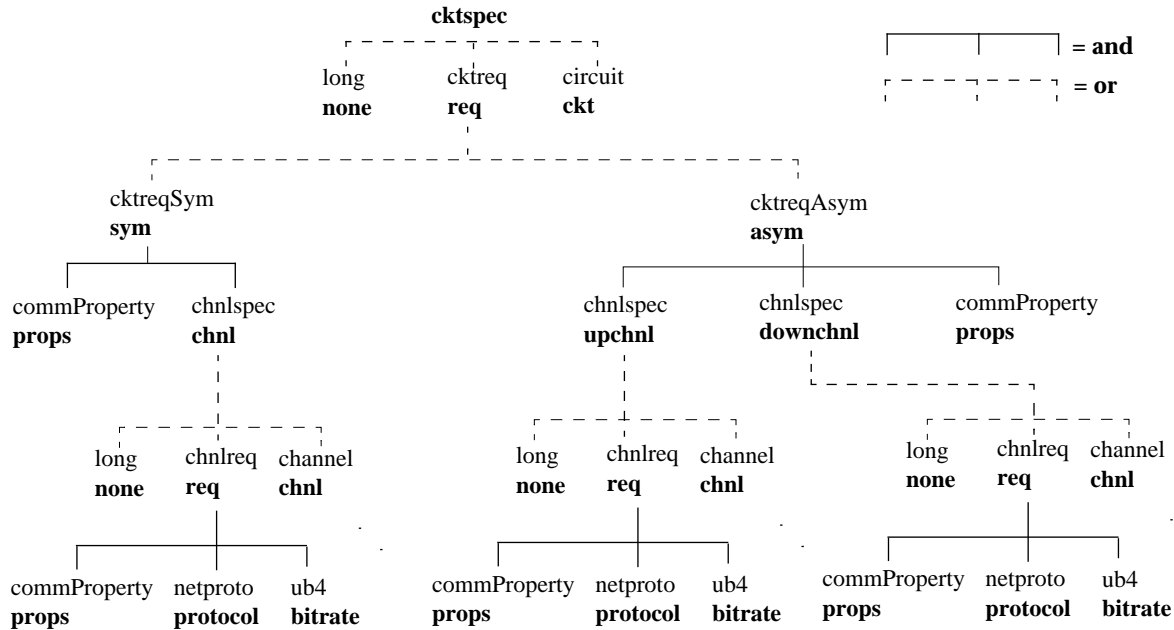 cktspec
= and
= or
long
none
cktreq
req
circuit
ckt
cktreqSym
sym
cktreqAsym
asym
commProperty
props
chnlspec
chnl
chnlspec
upchnl
chnlspec
downchnl
commProperty
props
long
none
chnlreq
req
channel
chnl
long
none
chnlreq
req
channel
chnl
long
none
chnlreq
req
channel
chnl
commProperty
props
netproto
protocol
ub4
bitrate
commProperty
props
netproto
protocol
ub4
bitrate
commProperty
props
netproto
protocol
ub4
bitrate